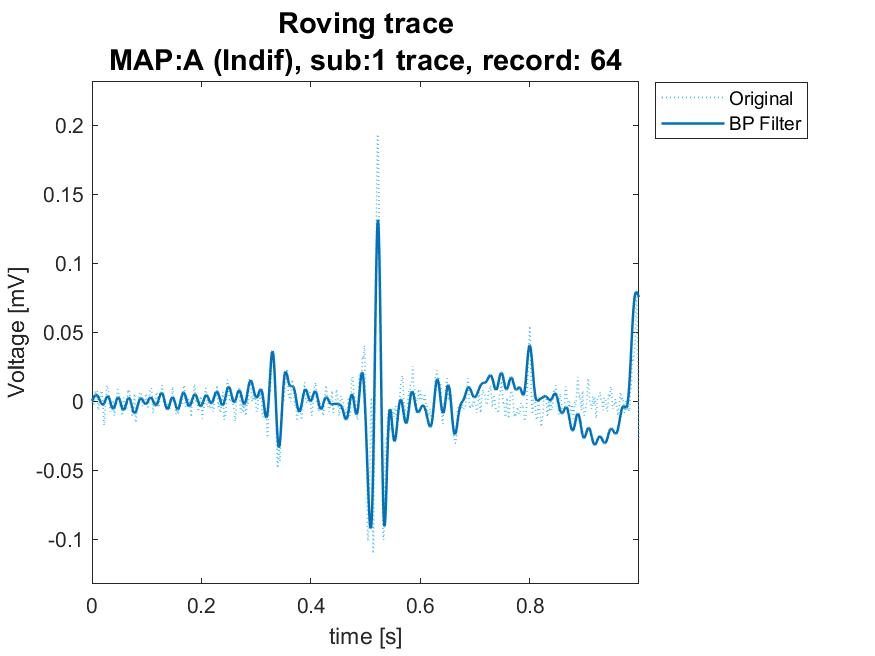 Roving trace
MAP:A (Indif), sub:1 trace, record: 64
Original
BP Filter
0.2
0.15
0.1
0.05
0
-0.05
-0.1
Voltage [mV]
0 0.2 0.4 0.6 0.8
time [s]